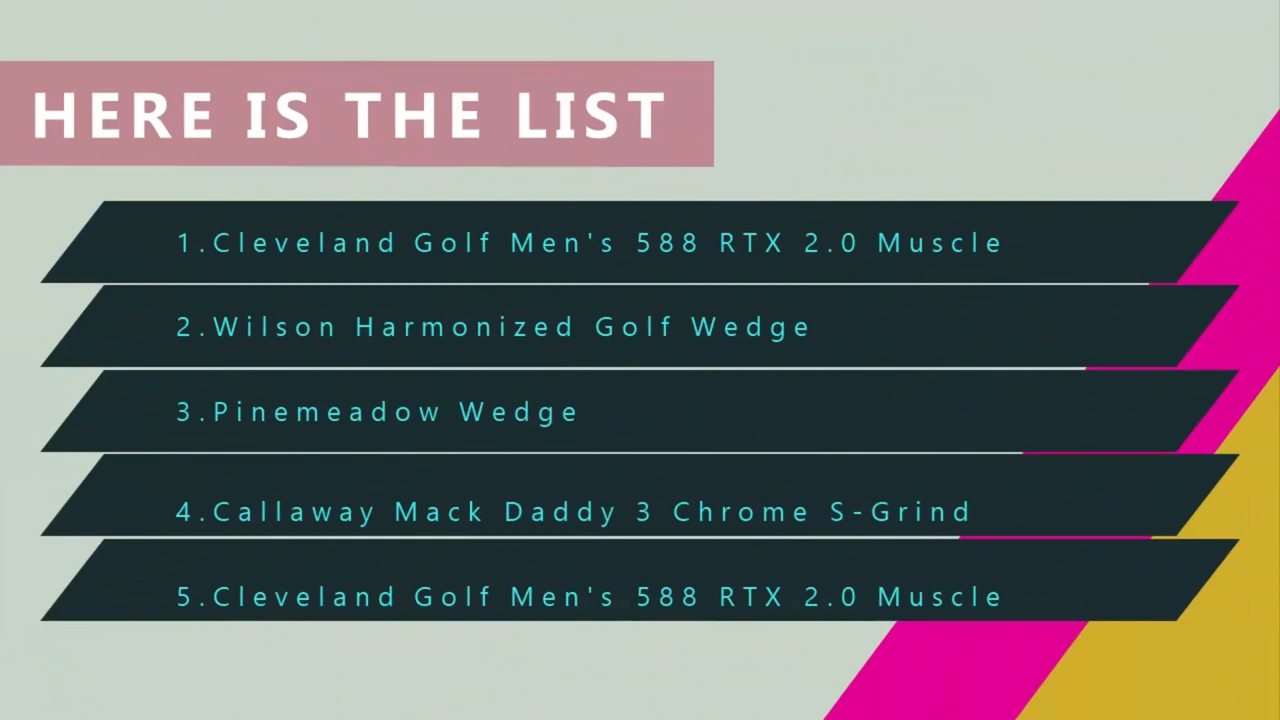 HERE IS THE LIST
1.Cleveland Golf Men's 588 RTX 2.0 Muscle
2.Wilson Harmonized Golf Wedge
3.Pinemeadow Wedge
4.Callaway Mack Daddy 3 Chrome S-Grind
5.Cleveland Golf Men's 588 RTX 2.0 Muscle